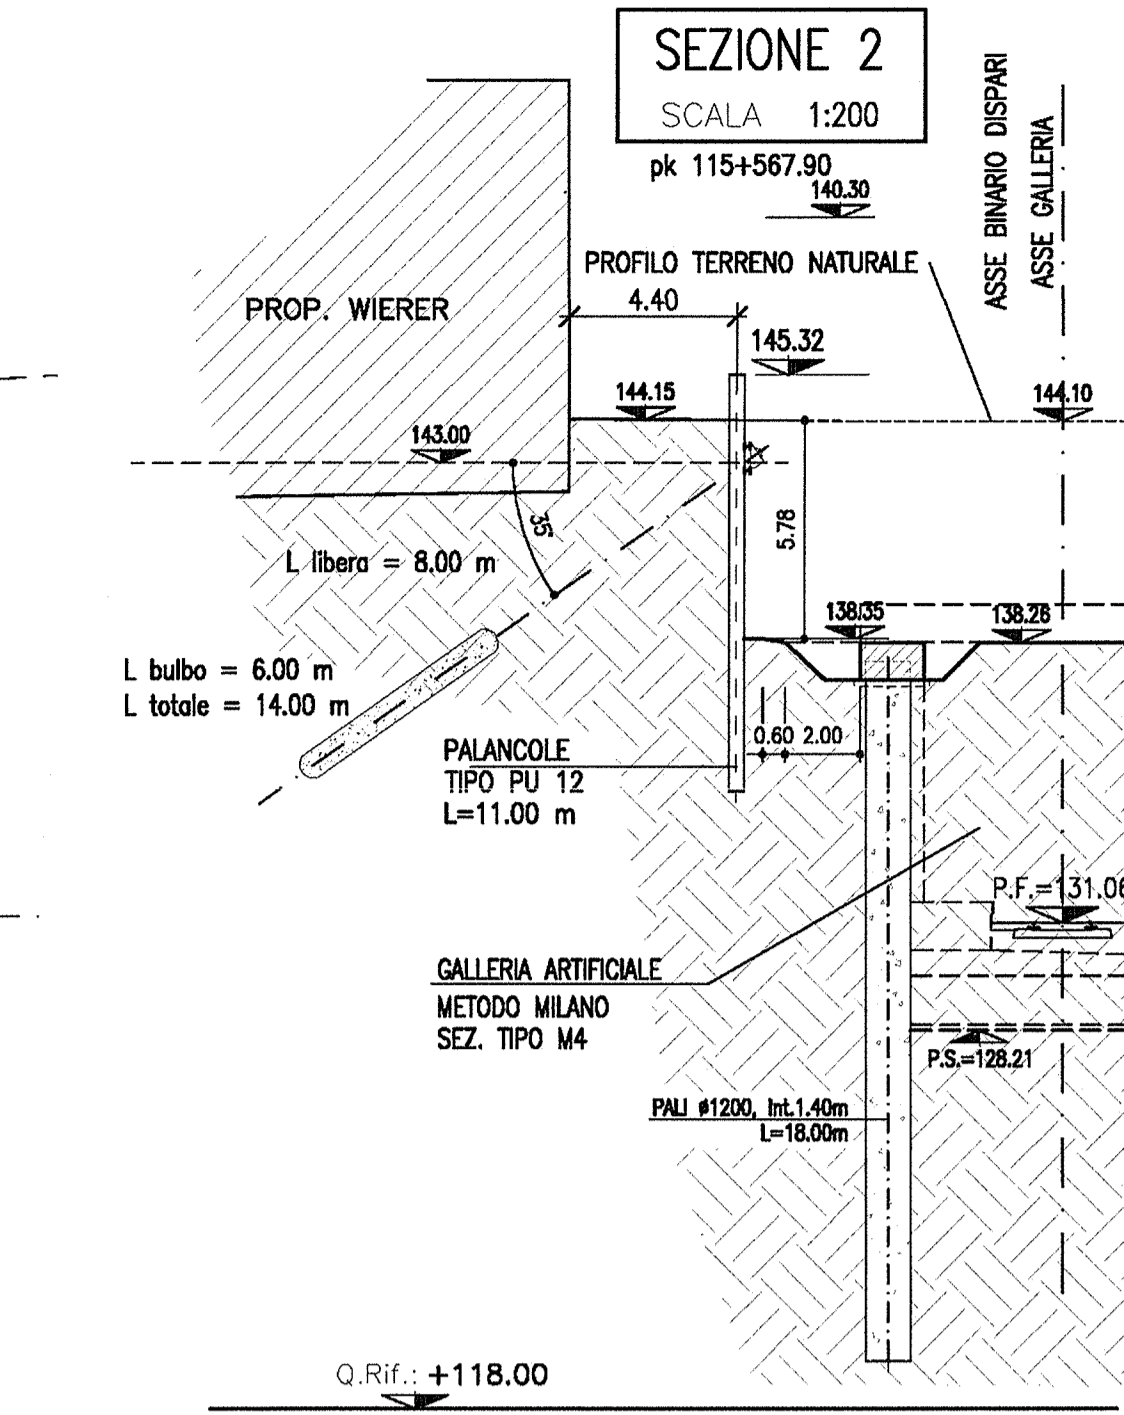 SEZIONE 2
SCALA 1:200
pk 115+567.90
140.30
ASSE BINARIO DISPARI
ASSE GALLERIA
PROFILO TERRENO NATURALE
PROP. WIERER
4.40
145.32
144.15
144.10
143.00
35°
5.78
L libera = 8.00 m
138.35
138.26
L bulbo = 6.00 m
L totale = 14.00 m
0.60 2.00
PALANCOLE
TIPO PU 12
L=11.00 m
P.F.=131.06
GALLERIA ARTIFICIALE
METODO MILANO
SEZ. TIPO M4
P.S.=128.21
PALI ø1200, Int.1.40m
L=18.00m
Q.Rif.: +118.00